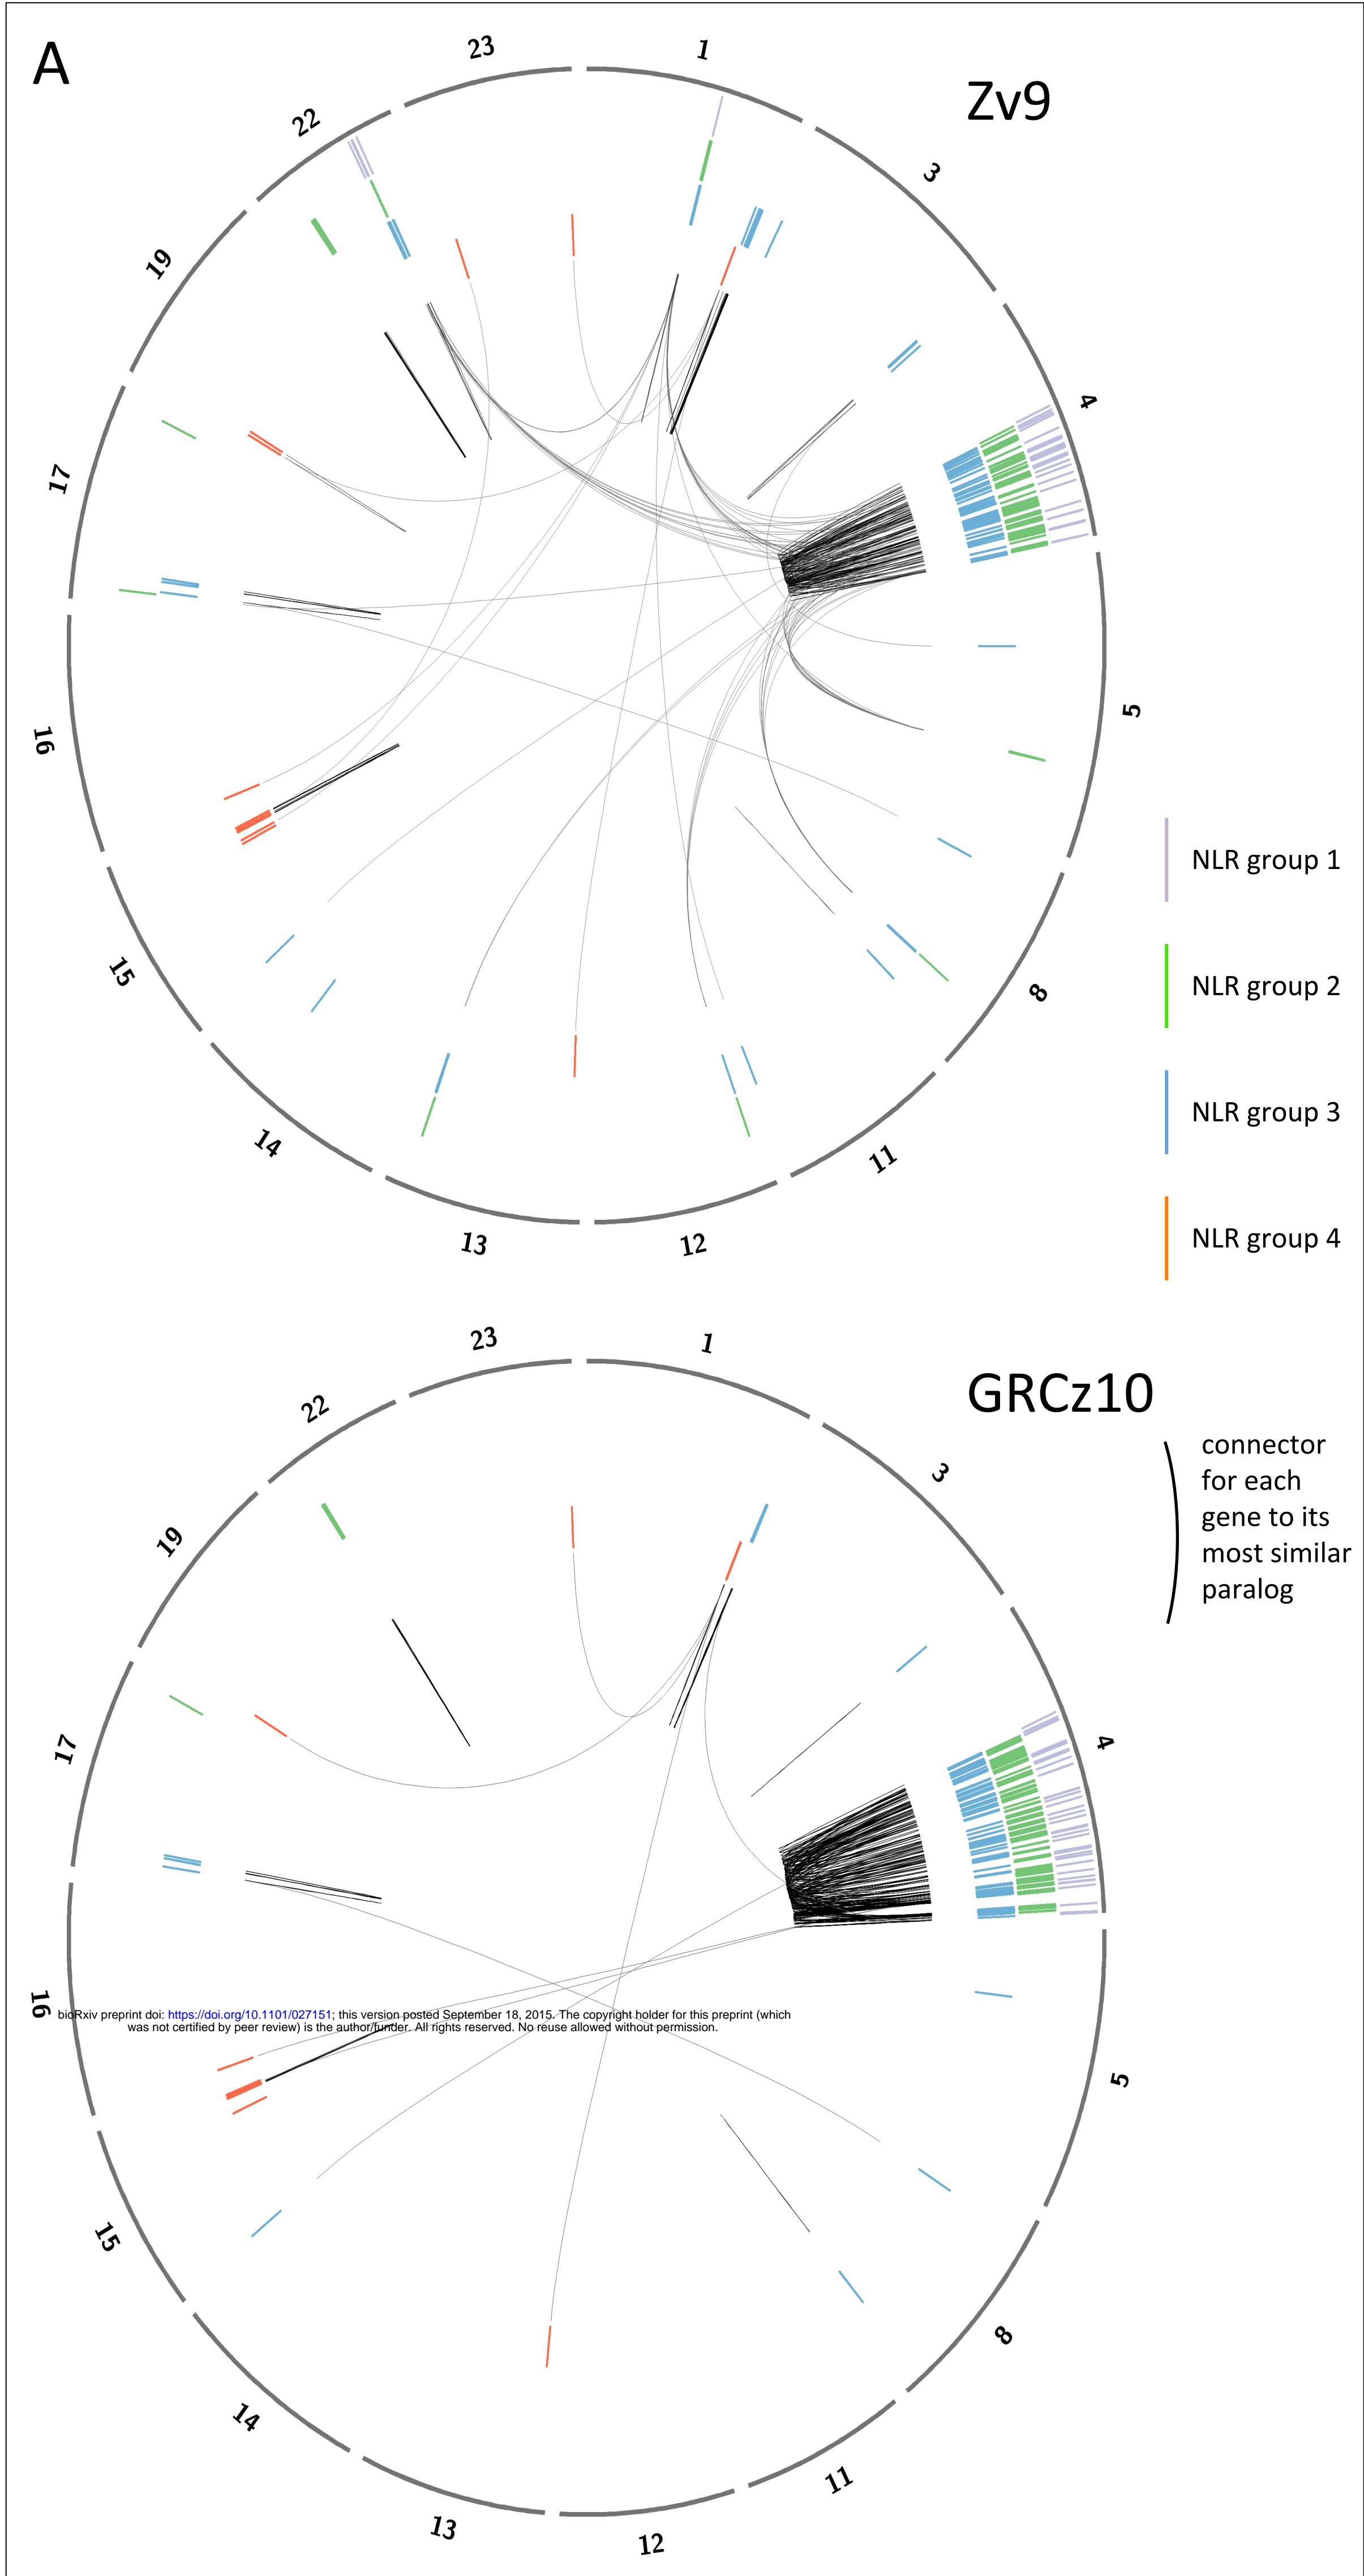 A
Zv9
23
1
22
3
19
4
17
5
16
NLR group 1
NLR group 2
8
15
NLR group 3
14
11
NLR group 4
13
12
23
1
GRCz10
22
connector
for each
gene to its
most similar
paralog
3
19
4
17
16
bioRxiv preprint doi: https://doi.org/10.1101/027151; this version posted September 18, 2015. The copyright holder for this preprint (which
was not certified by peer review) is the author/funder. All rights reserved. No reuse allowed without permission.
5
15
8
14
11
13
12